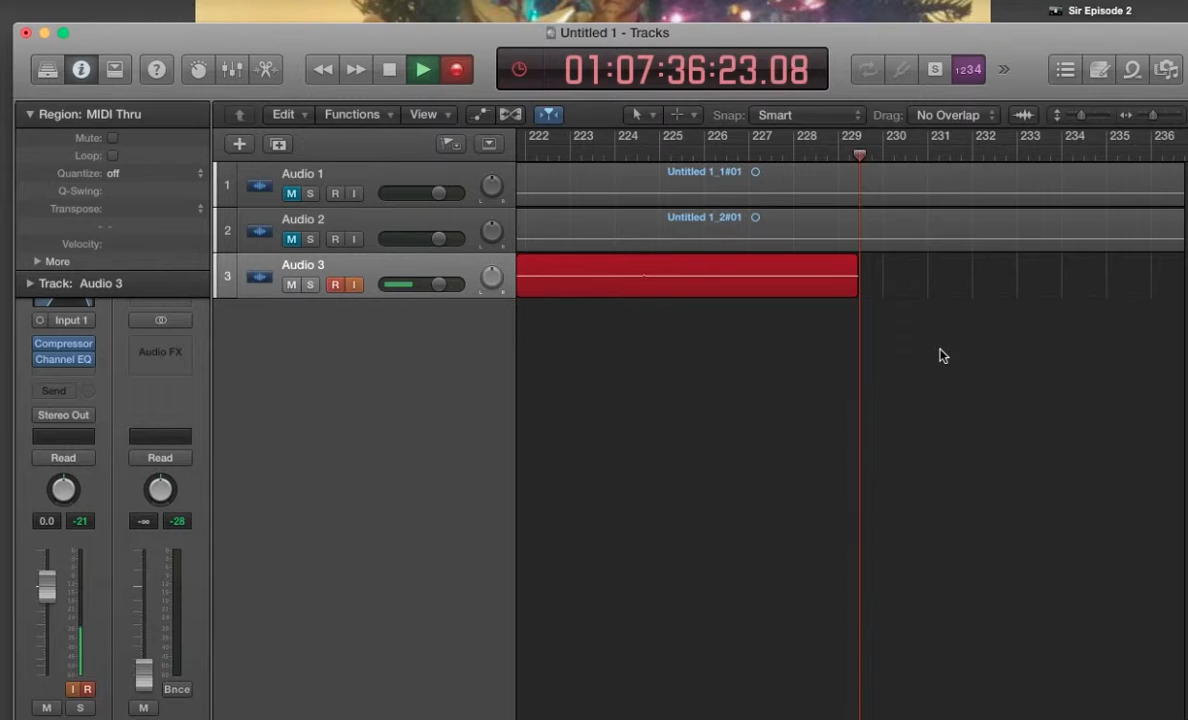 Sir Episode 2
Untitled 1 - Tracks
01:07:36:23.08
S
1234
Region: MIDI Thru
Edit
Functions
View
Snap: Smart
Drag: No Overlap
Mute:
Loop:
Quantize: off
Q-Swing:
Transpose:
Velocity:
More
Track: Audio 3
222 223 224 225 226 227 228 229 230 231 232 233 234 235 236
1
Audio 1
M S R I
Untitled 1_1#01
2
Audio 2
M S R I
Untitled 1_2#01
3
Audio 3
M S R I
Input 1
Compressor
Channel EQ
Audio FX
Send
Stereo Out
Read Read
0.0 -21 -∞ -28
I R
Bnce
M S M